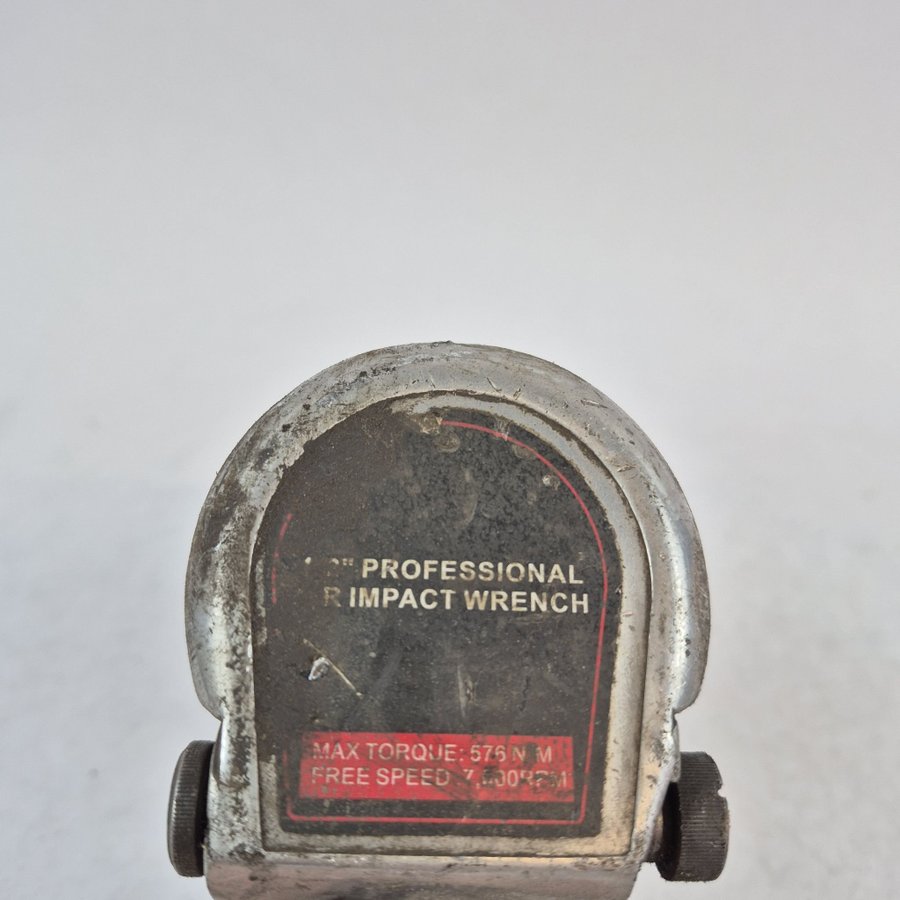 PROFESSIONAL
IMPACT WRENCH
MAX TORQUE: 576 N M
FREE SPEED